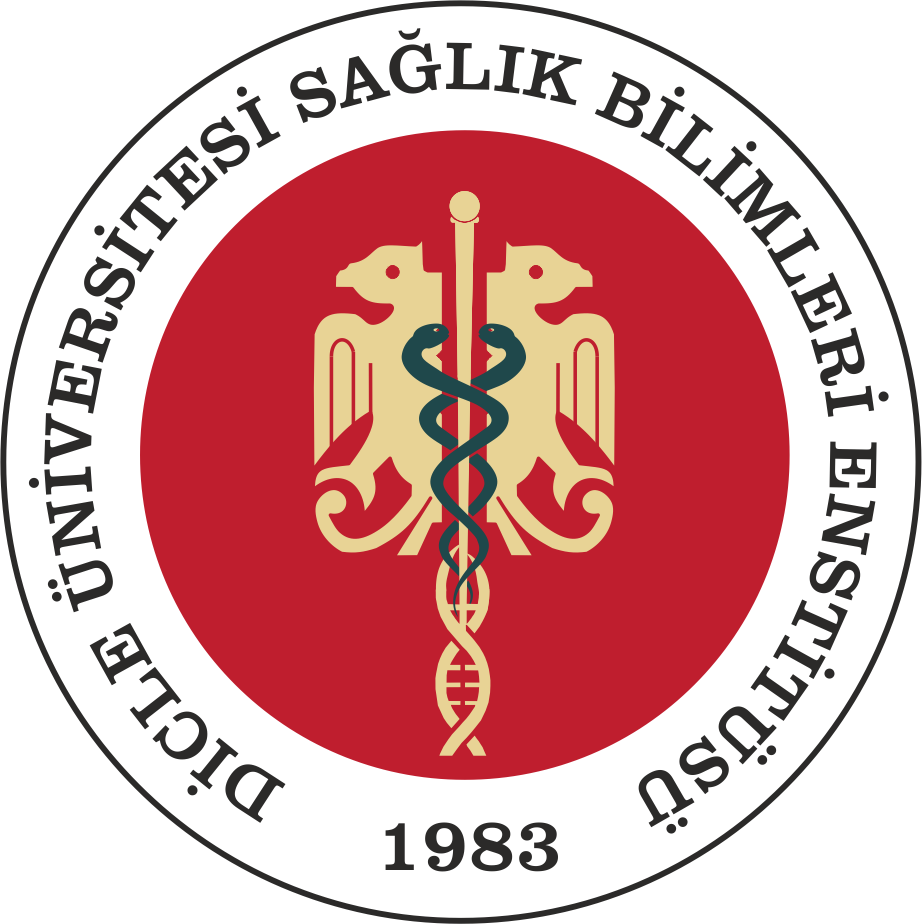 DİCLE ÜNİVERSİTESİ SAĞLIK BİLİMLERİ ENSTİTÜSÜ
1983